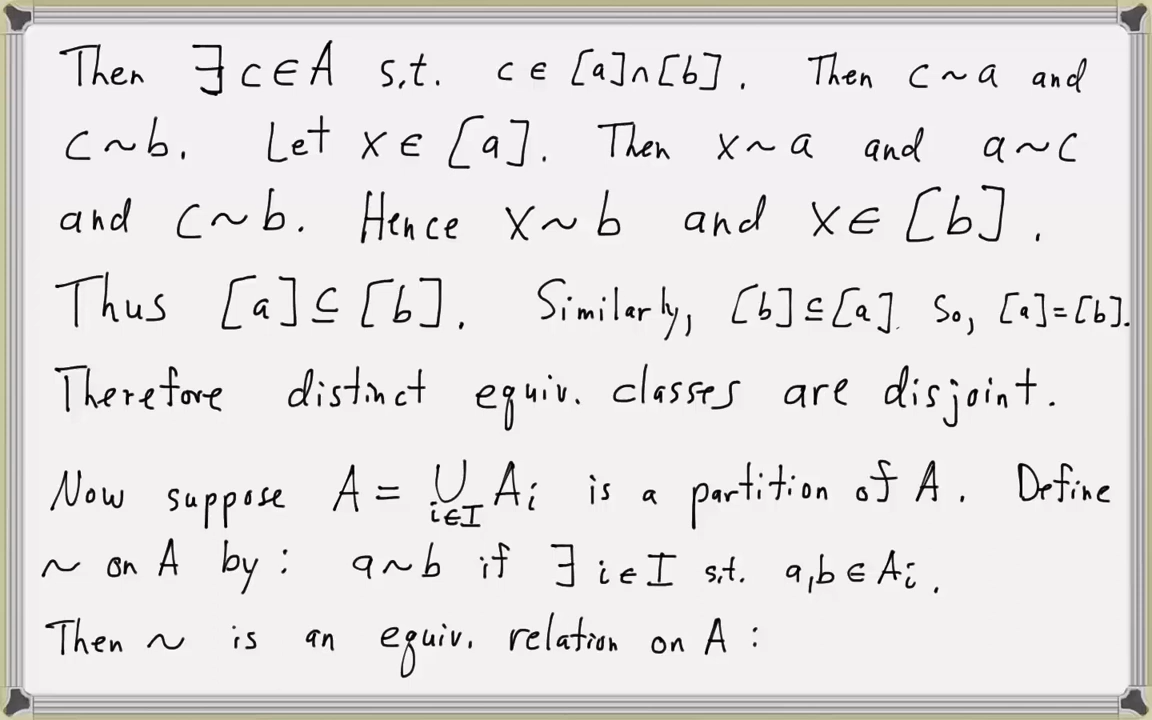 Then ∃ c ∈ A s.t. c ∈ [a]∩[b]. Then c ~ a and
c ~ b. Let x ∈ [a]. Then x ~ a and a ~ c
and c ~ b. Hence x ~ b and x ∈ [b].
Thus [a] ⊆ [b]. Similarly, [b] ⊆ [a]. So, [a] = [b].
Therefore distinct equiv. classes are disjoint.
Now suppose A = ⋃_{i∈I} A_i is a partition of A. Define
~ on A by: a ~ b if ∃ i ∈ I s.t. a, b ∈ A_i.
Then ~ is an equiv. relation on A: